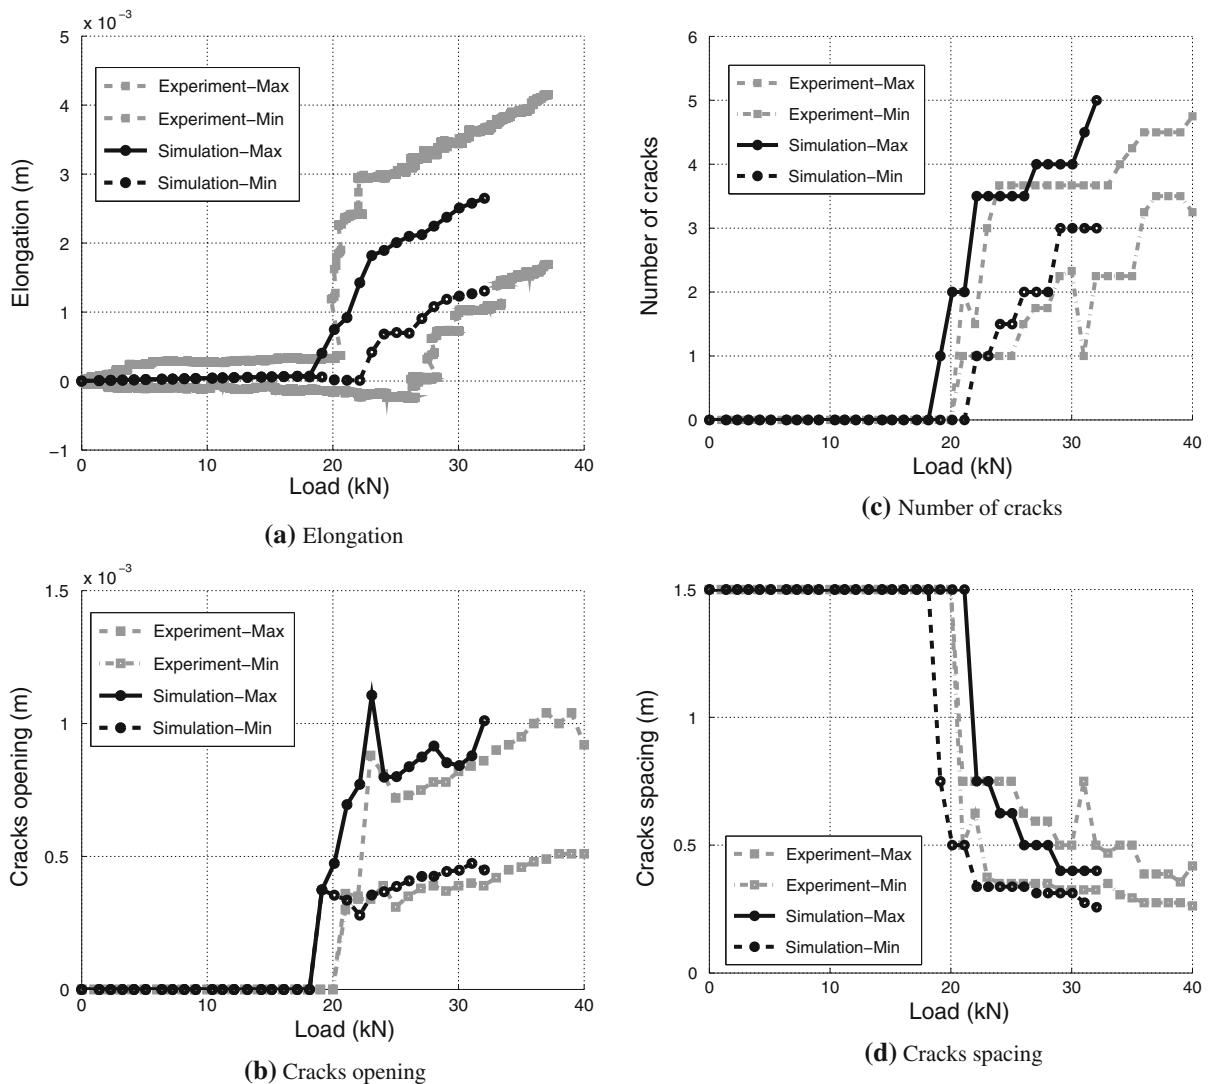 x 10⁻³
5
4
3
2
1
0
−1
Elongation (m)
Experiment−Max
Experiment−Min
Simulation−Max
Simulation−Min
0 10 20 30 40
Load (kN)
(a) Elongation
6
5
4
3
2
1
0
Number of cracks
Experiment−Max
Experiment−Min
Simulation−Max
Simulation−Min
0 10 20 30 40
Load (kN)
(c) Number of cracks
x 10⁻³
1.5
1
0.5
0
Cracks opening (m)
Experiment−Max
Experiment−Min
Simulation−Max
Simulation−Min
0 10 20 30 40
Load (kN)
(b) Cracks opening
1.5
1
0.5
0
Cracks spacing (m)
Experiment−Max
Experiment−Min
Simulation−Max
Simulation−Min
0 10 20 30 40
Load (kN)
(d) Cracks spacing